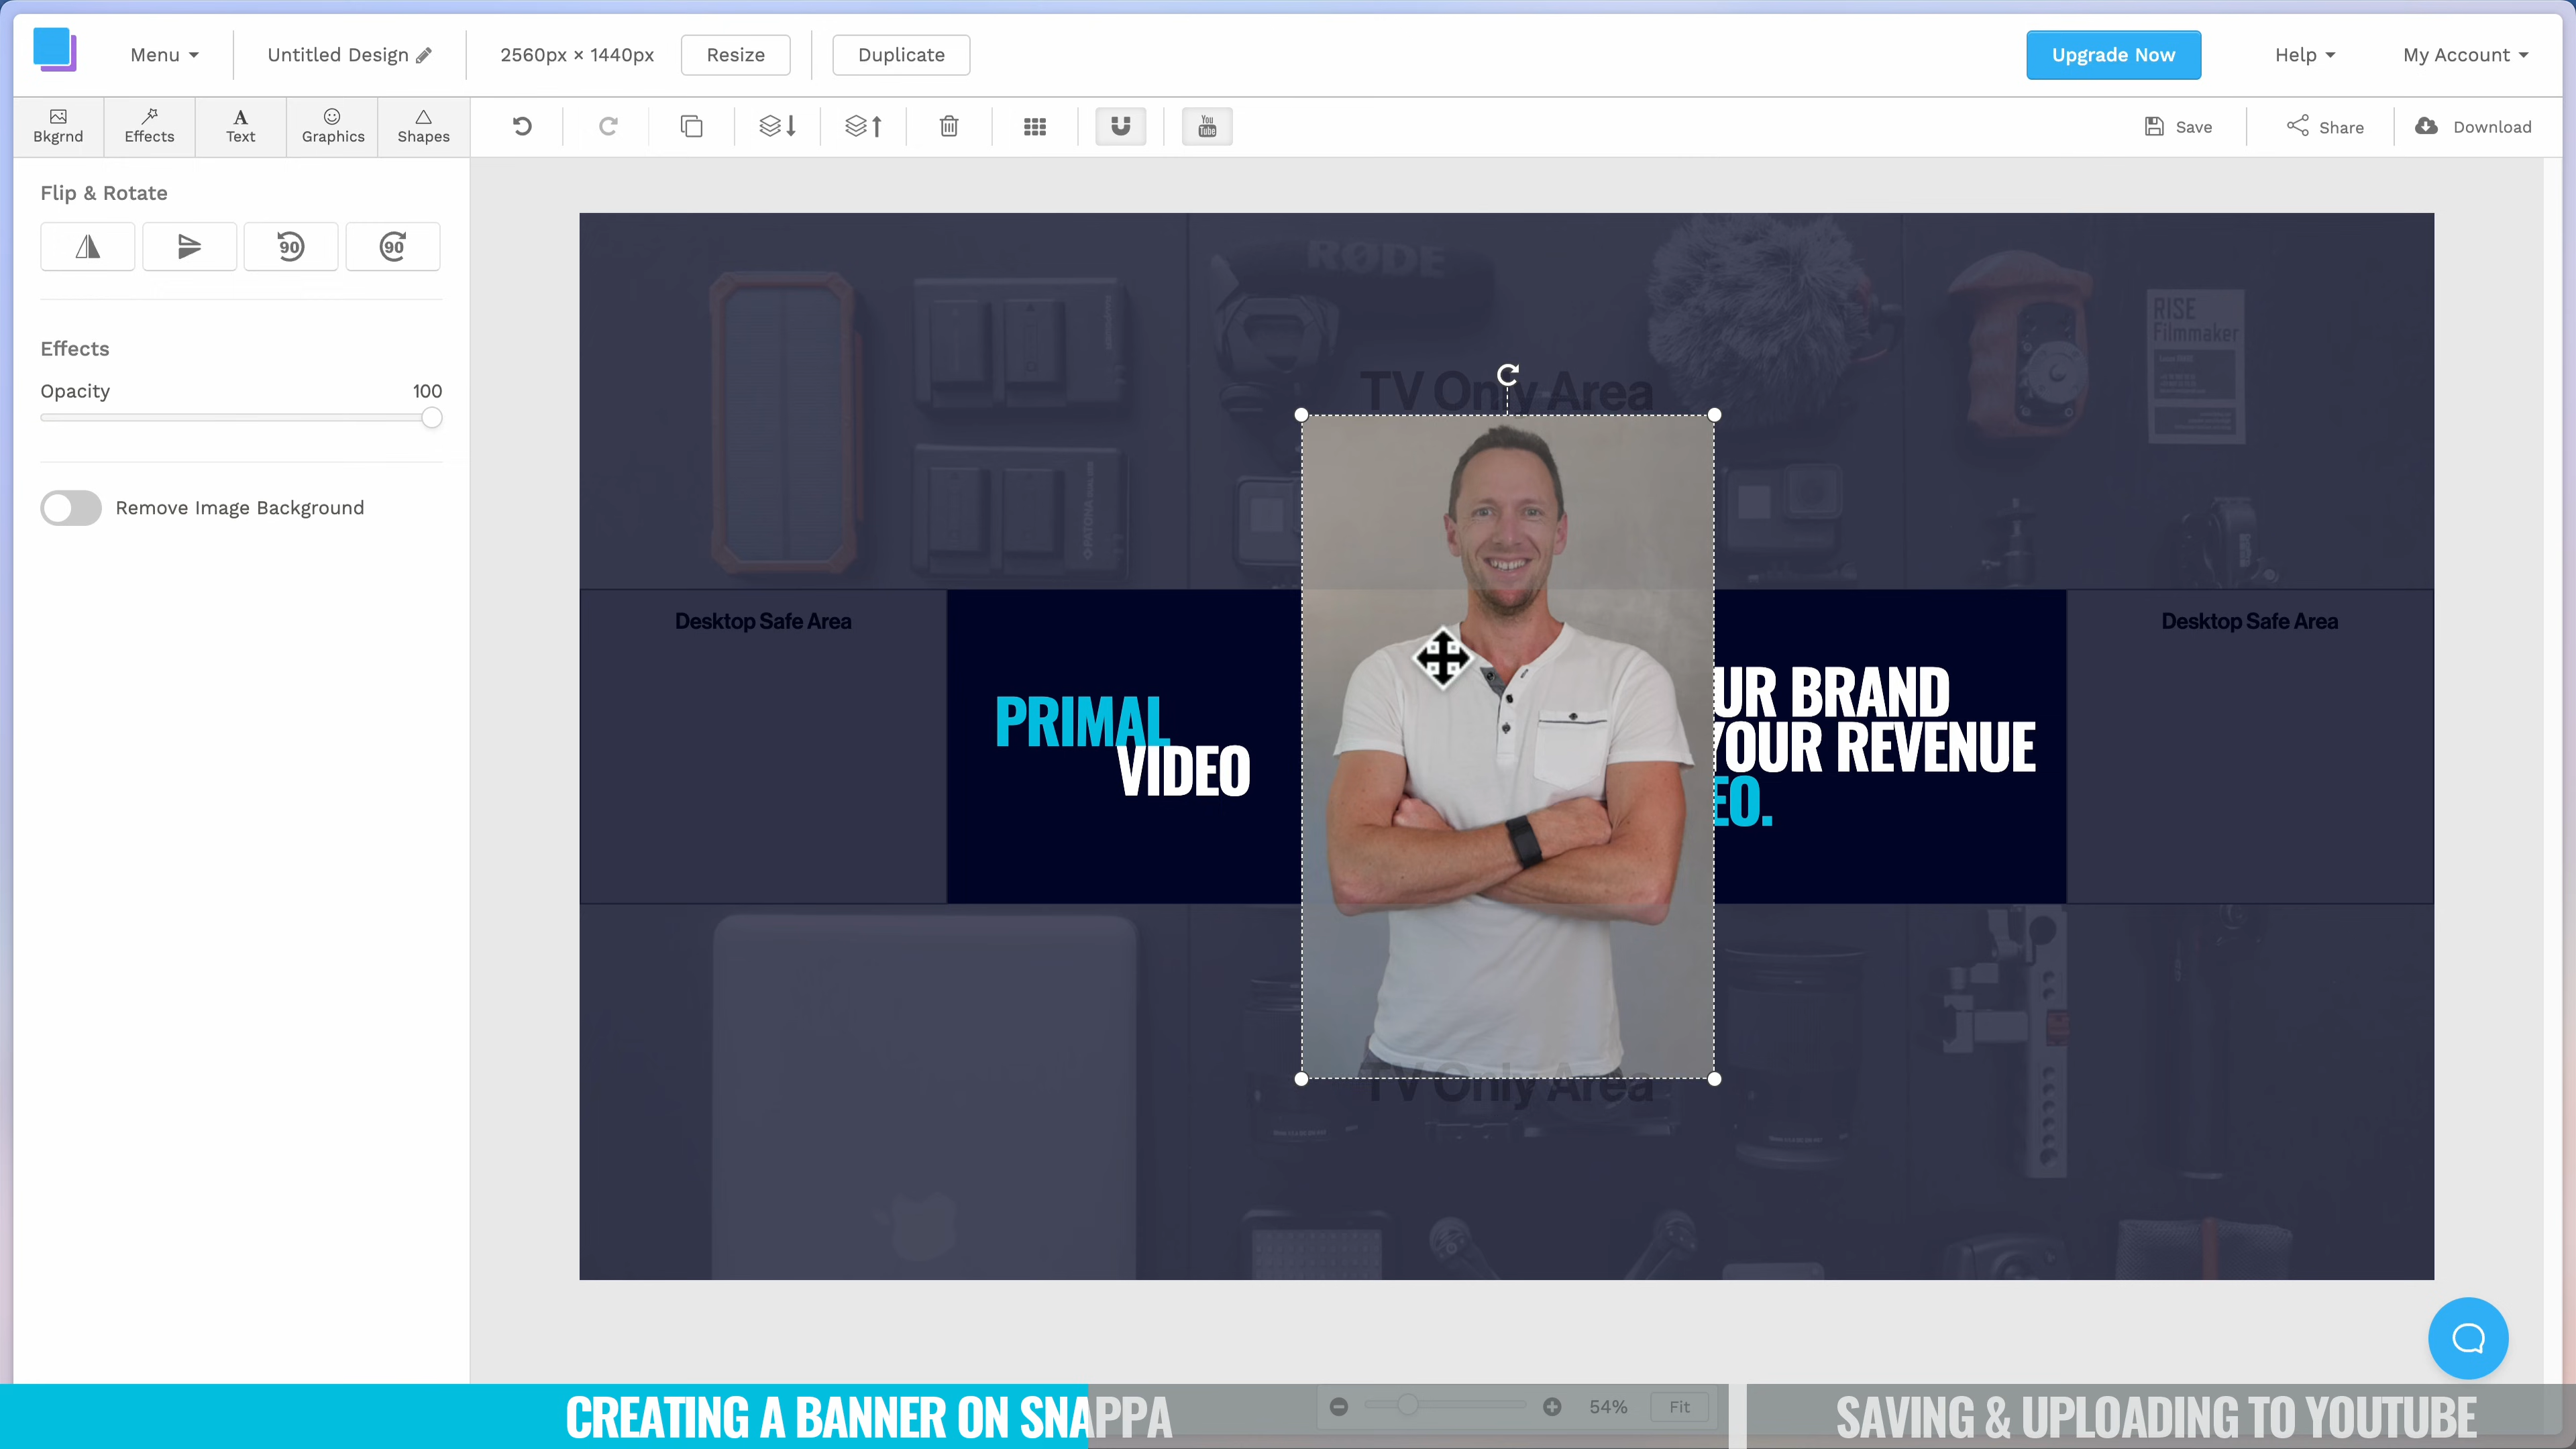 Menu
Untitled Design
2560px × 1440px
Resize
Duplicate
Upgrade Now
Help
My Account
Bkgrnd
Effects
Text
Graphics
Shapes
You
Tube
Save
Share
Download
Flip & Rotate
90
90
Effects
Opacity
100
Remove Image Background
RØDE
RISE
Filmmaker
TV Only Area
Desktop Safe Area
Desktop Safe Area
PRIMAL
VIDEO
UR BRAND
YOUR REVENUE
EO.
TV Only Area
CREATING A BANNER ON SNAPPA
54%
Fit
SAVING & UPLOADING TO YOUTUBE